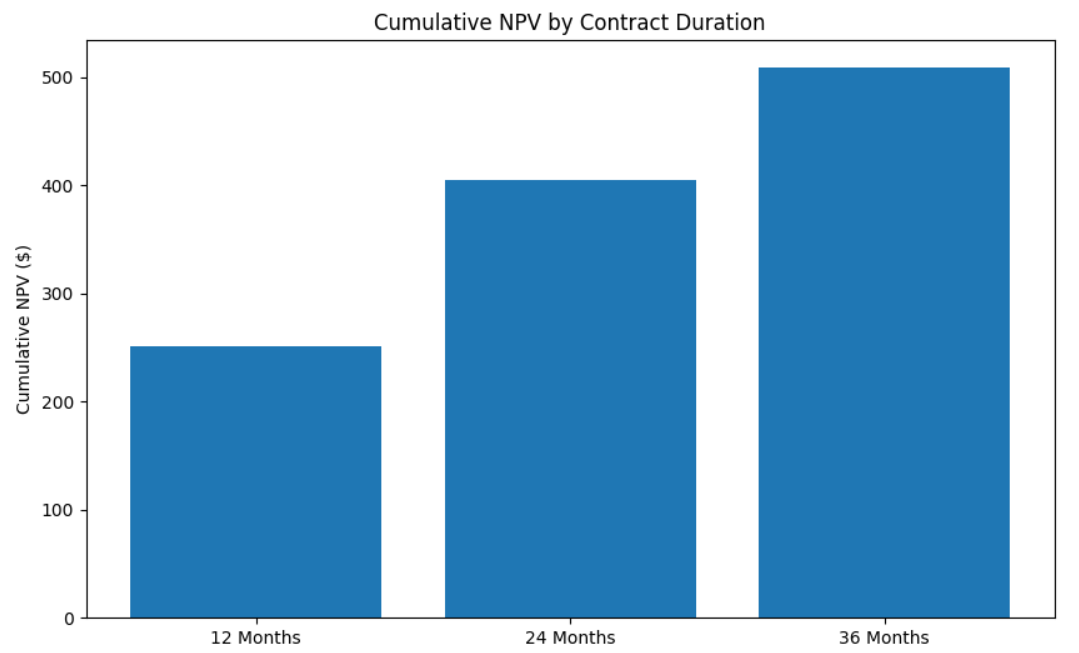 Cumulative NPV by Contract Duration
Cumulative NPV ($)
500
400
300
200
100
0
12 Months
24 Months
36 Months